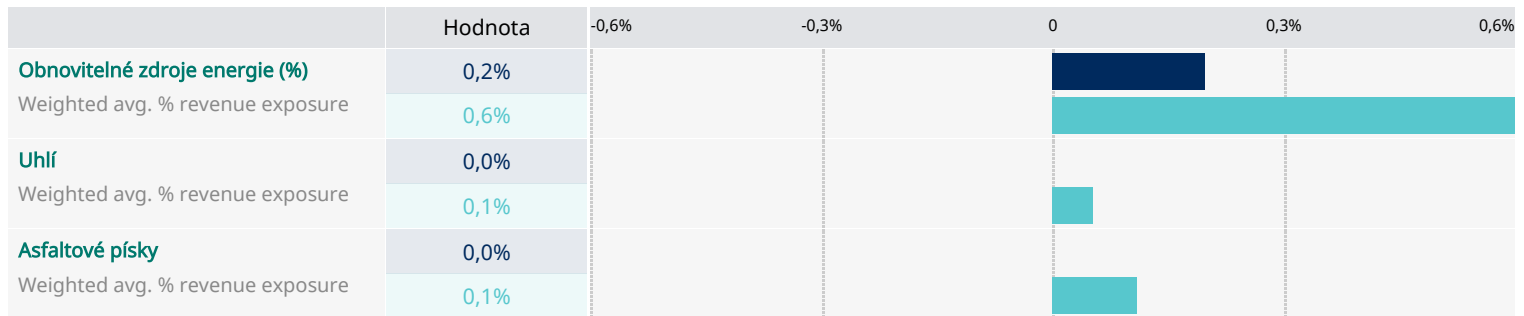 Hodnota -0,6% -0,3% 0 0,3% 0,6%
Obnovitelné zdroje energie (%) 0,2%
Weighted avg. % revenue exposure
0,6%
Uhlí 0,0%
Weighted avg. % revenue exposure
0,1%
Asfaltové písky 0,0%
Weighted avg. % revenue exposure
0,1%